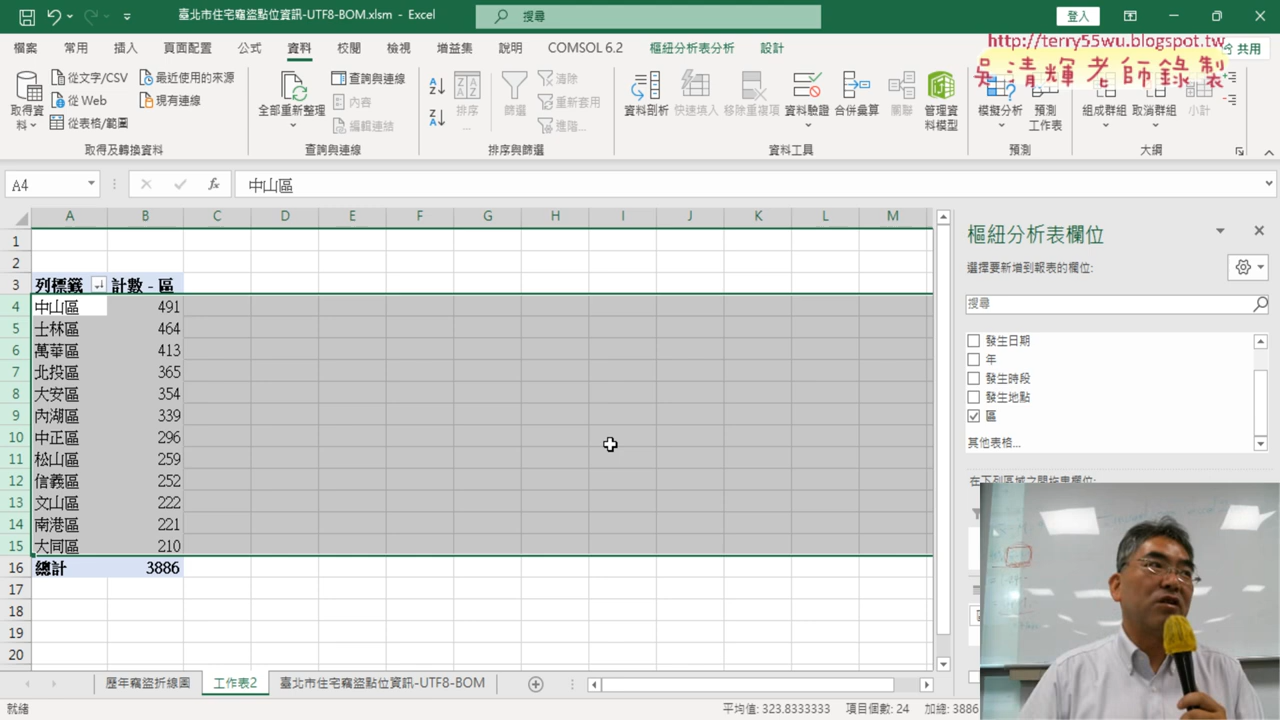 臺北市住宅竊盜點位資訊-UTF8-BOM.xlsm - Excel
搜尋
登入
檔案 常用 插入 頁面配置 公式 資料 校閱 檢視 增益集 說明 COMSOL 6.2 樞紐分析表分析 設計
http://terry55wu.blogspot.tw
共用
吳清輝老師錄製
從文字/CSV 最近使用的來源
從 Web 現有連線
從表格/範圍
取得資料
取得及轉換資料
全部重新整理
查詢與連線
內容
編輯連結
查詢與連線
排序...
篩選
清除
重新套用
進階...
排序與篩選
資料剖析 快速填入 移除重複項 資料驗證 合併彙算 關聯 管理資料模型
資料工具
模擬分析 預測工作表
預測
組成群組 取消群組 小計
大綱
A4 fx 中山區
A B C D E F G H I J K L M
1
2
3 列標籤 計數 - 區
4 中山區 491
5 士林區 464
6 萬華區 413
7 北投區 365
8 大安區 354
9 內湖區 339
10 中正區 296
11 松山區 259
12 信義區 252
13 文山區 222
14 南港區 221
15 大同區 210
16 總計 3886
17
18
19
20
樞紐分析表欄位
選擇要新增到報表的欄位:
搜尋
發生日期
年
發生時段
發生地點
區
其他表格...
在下列區域之間拖曳欄位:
歷年竊盜折線圖 工作表2 臺北市住宅竊盜點位資訊-UTF8-BOM
就緒 平均值: 323.8333333 項目個數: 24 加總: 3886